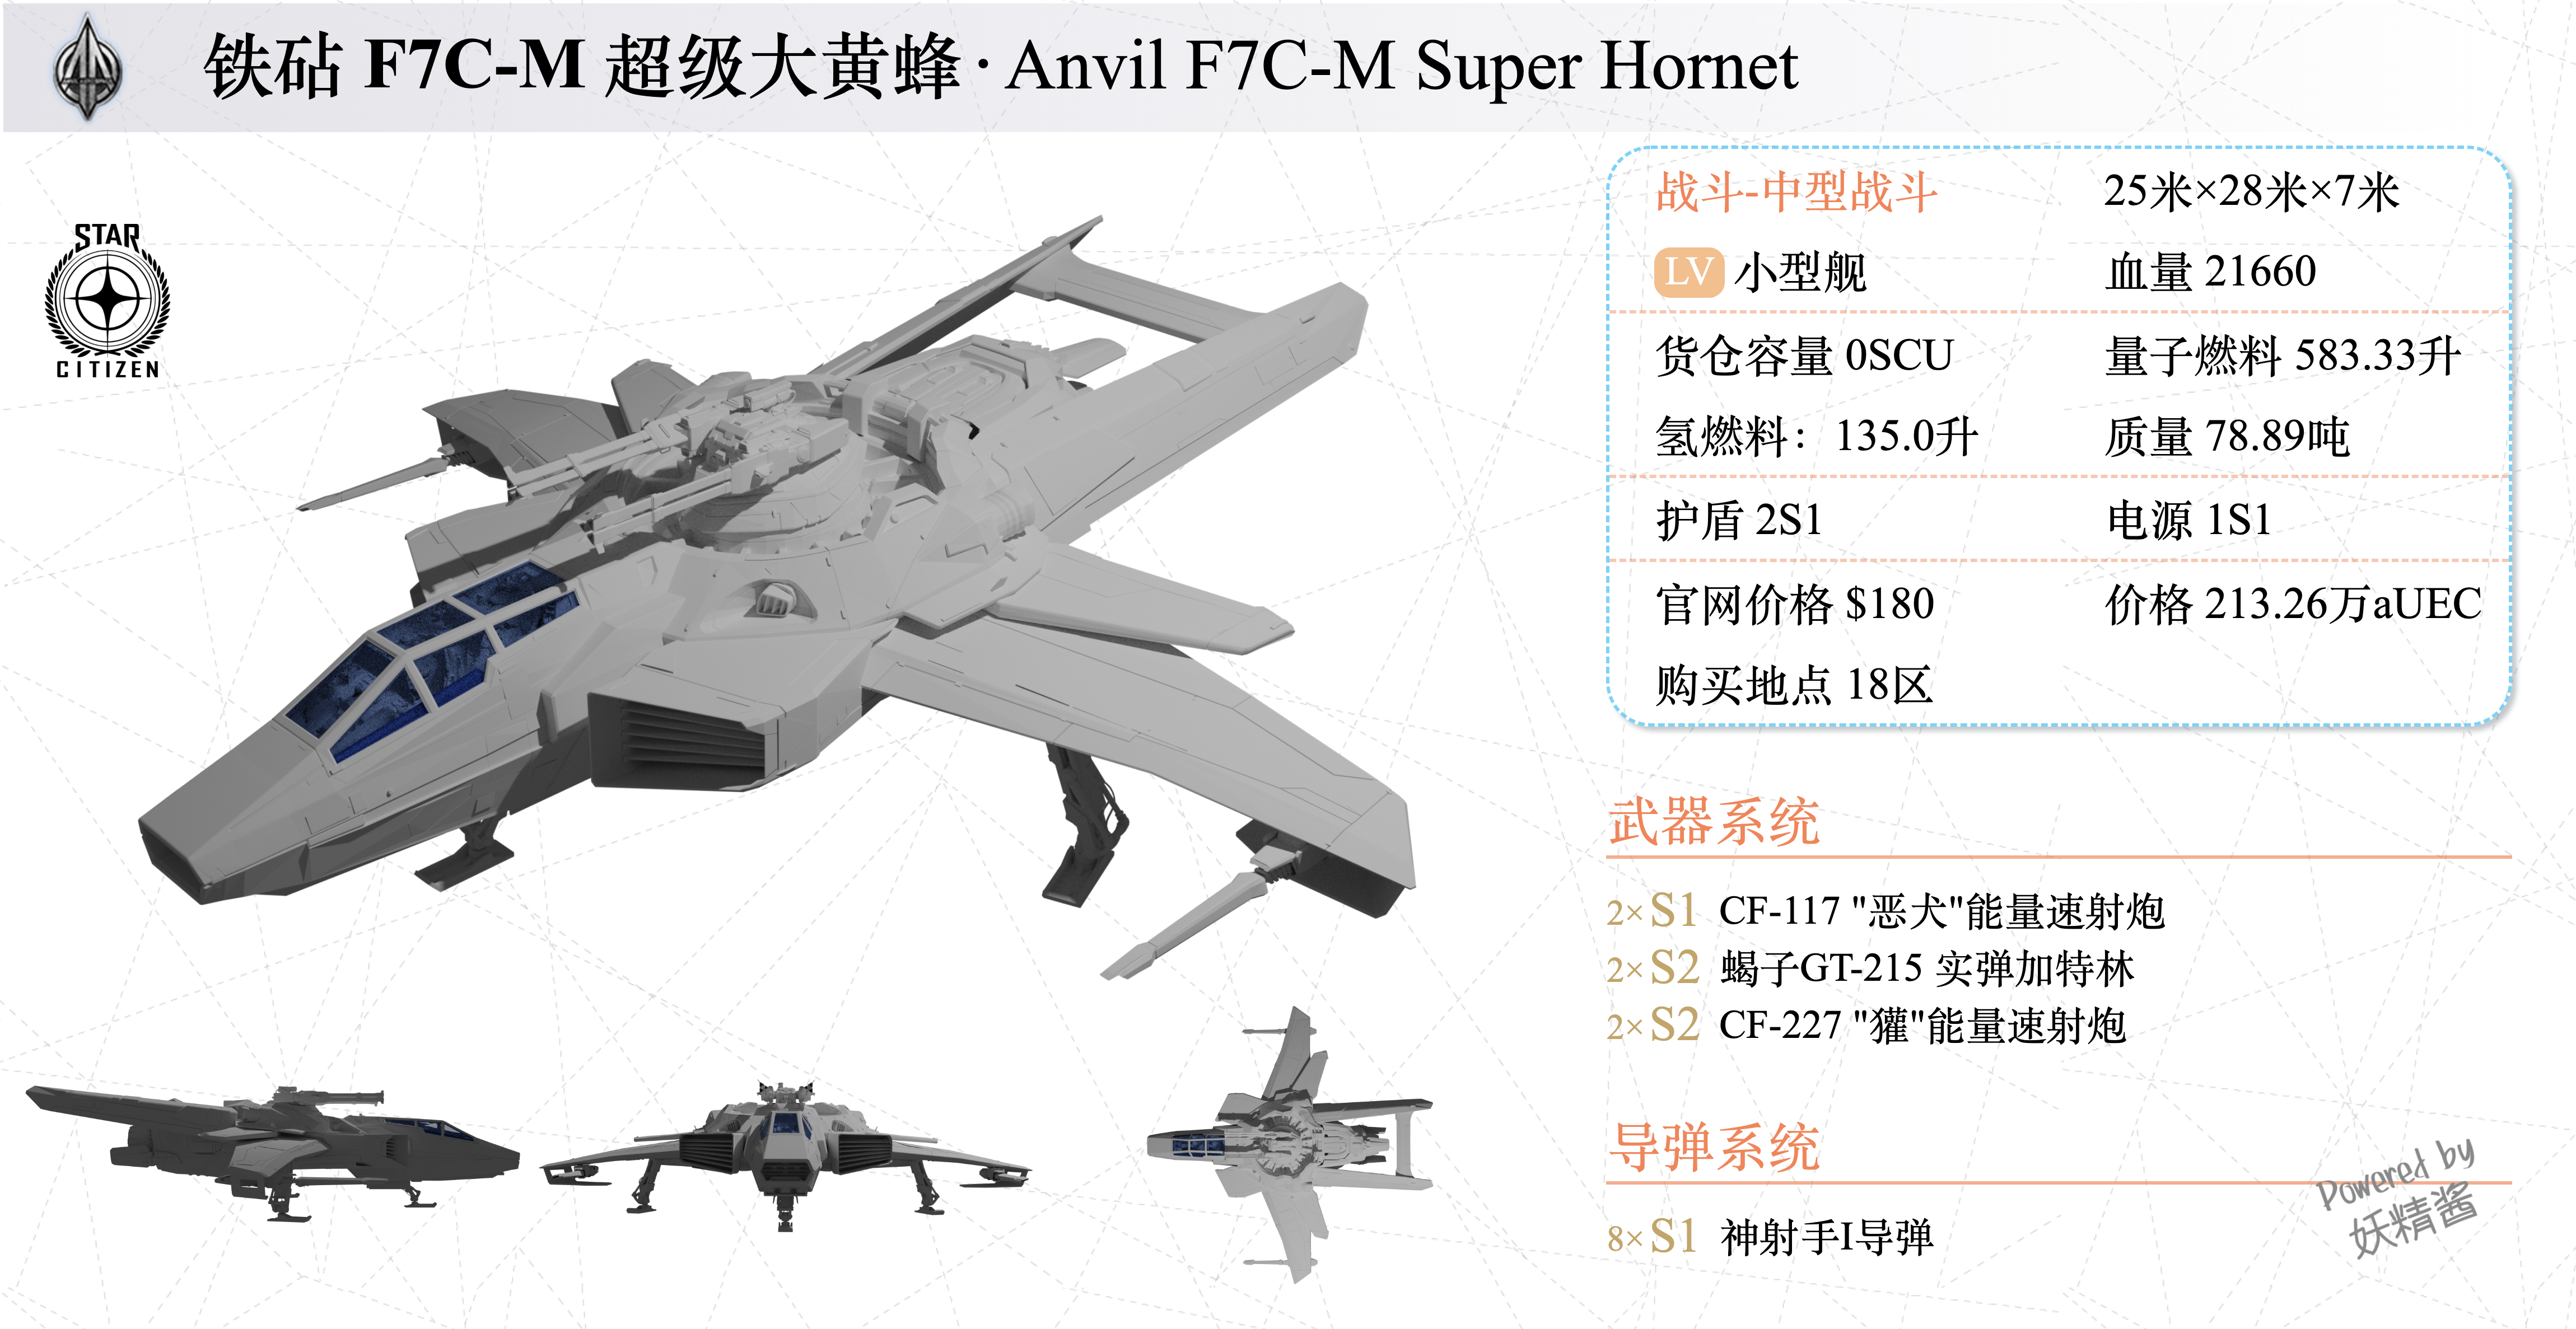 铁砧 F7C-M 超级大黄蜂·Anvil F7C-M Super Hornet
STAR
CITIZEN
战斗-中型战斗 25米×28米×7米
LV 小型舰 血量 21660
货仓容量 0SCU 量子燃料 583.33升
氢燃料：135.0升 质量 78.89吨
护盾 2S1 电源 1S1
官网价格 $180 价格 213.26万aUEC
购买地点 18区
武器系统
2× S1 CF-117 "恶犬"能量速射炮
2× S2 蝎子GT-215 实弹加特林
2× S2 CF-227 "獾"能量速射炮
导弹系统
8× S1 神射手I导弹
Powered by
妖精酱